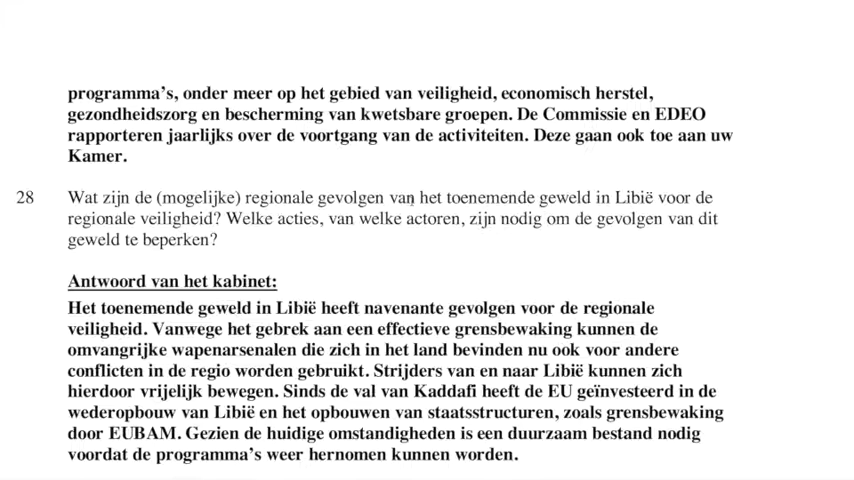 programma's, onder meer op het gebied van veiligheid, economisch herstel,
gezondheidszorg en bescherming van kwetsbare groepen. De Commissie en EDEO
rapporteren jaarlijks over de voortgang van de activiteiten. Deze gaan ook toe aan uw
Kamer.
28 Wat zijn de (mogelijke) regionale gevolgen van het toenemende geweld in Libië voor de
regionale veiligheid? Welke acties, van welke actoren, zijn nodig om de gevolgen van dit
geweld te beperken?
Antwoord van het kabinet:
Het toenemende geweld in Libië heeft navenante gevolgen voor de regionale
veiligheid. Vanwege het gebrek aan een effectieve grensbewaking kunnen de
omvangrijke wapenarsenalen die zich in het land bevinden nu ook voor andere
conflicten in de regio worden gebruikt. Strijders van en naar Libië kunnen zich
hierdoor vrijelijk bewegen. Sinds de val van Kaddafi heeft de EU geïnvesteerd in de
wederopbouw van Libië en het opbouwen van staatsstructuren, zoals grensbewaking
door EUBAM. Gezien de huidige omstandigheden is een duurzaam bestand nodig
voordat de programma's weer hernomen kunnen worden.